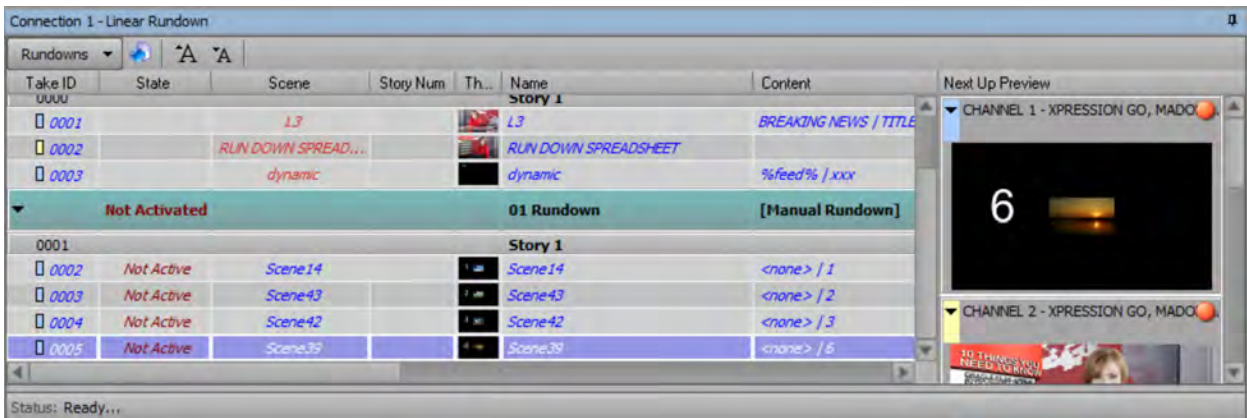 Connection 1 - Linear Rundown
Rundowns A A
Take ID State Scene Story Num Th... Name Content Next Up Preview
0000 Story 1
0001 L3 L3 BREAKING NEWS / TITLE
0002 RUN DOWN SPREAD... RUN DOWN SPREADSHEET
0003 dynamic dynamic %feed% / xxx
Not Activated 01 Rundown [Manual Rundown]
0001 Story 1
0002 Not Active Scene14 Scene14 <none> / 1
0003 Not Active Scene43 Scene43 <none> / 2
0004 Not Active Scene42 Scene42 <none> / 3
0005 Not Active Scene39 Scene39 <none> / 6
CHANNEL 1 - XPRESSION GO, MADO
6
CHANNEL 2 - XPRESSION GO, MADO
10 THINGS YOU
NEED TO KNOW
Status: Ready...